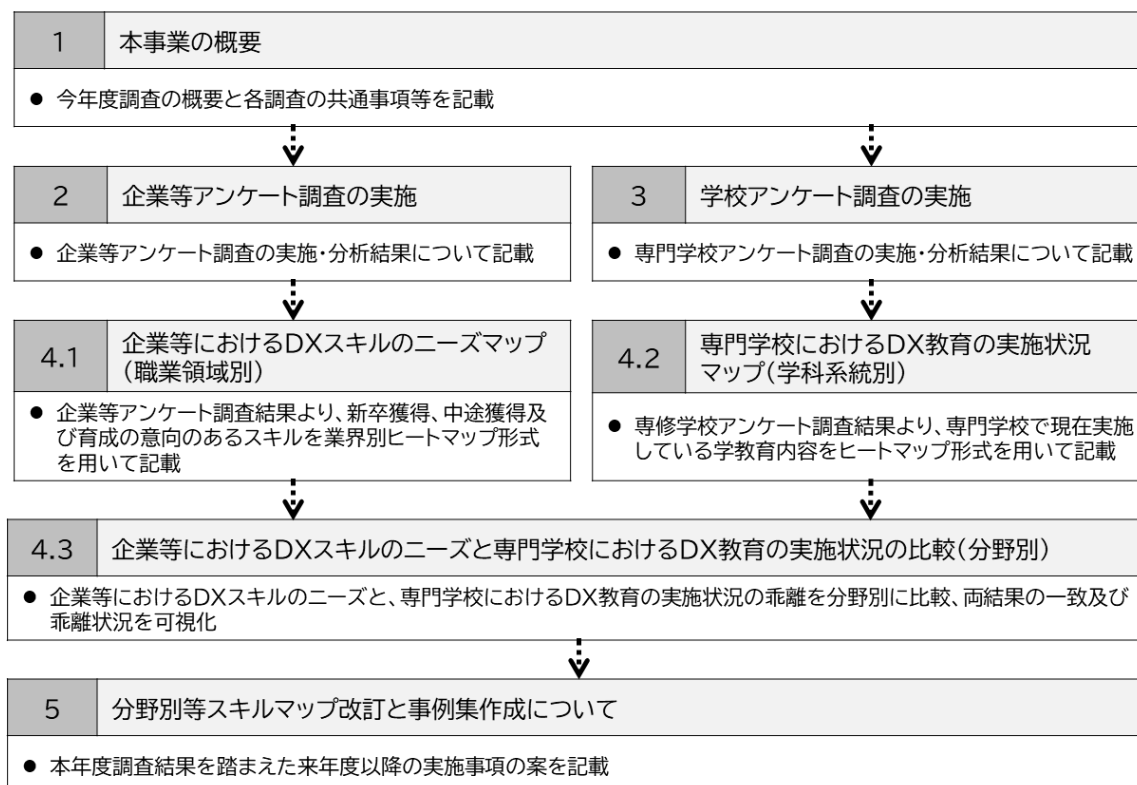 1 本事業の概要
● 今年度調査の概要と各調査の共通事項等を記載
2 企業等アンケート調査の実施
● 企業等アンケート調査の実施・分析結果について記載
3 学校アンケート調査の実施
● 専門学校アンケート調査の実施・分析結果について記載
4.1 企業等におけるDXスキルのニーズマップ
(職業領域別)
● 企業等アンケート調査結果より、新卒獲得、中途獲得及
び育成の意向のあるスキルを業界別ヒートマップ形式
を用いて記載
4.2 専門学校におけるDX教育の実施状況
マップ(学科系統別)
● 専修学校アンケート調査結果より、専門学校で現在実施
している学教育内容をヒートマップ形式を用いて記載
4.3 企業等におけるDXスキルのニーズと専門学校におけるDX教育の実施状況の比較(分野別)
● 企業等におけるDXスキルのニーズと、専門学校におけるDX教育の実施状況の乖離を分野別に比較、両結果の一致及び
乖離状況を可視化
5 分野別等スキルマップ改訂と事例集作成について
● 本年度調査結果を踏まえた来年度以降の実施事項の案を記載